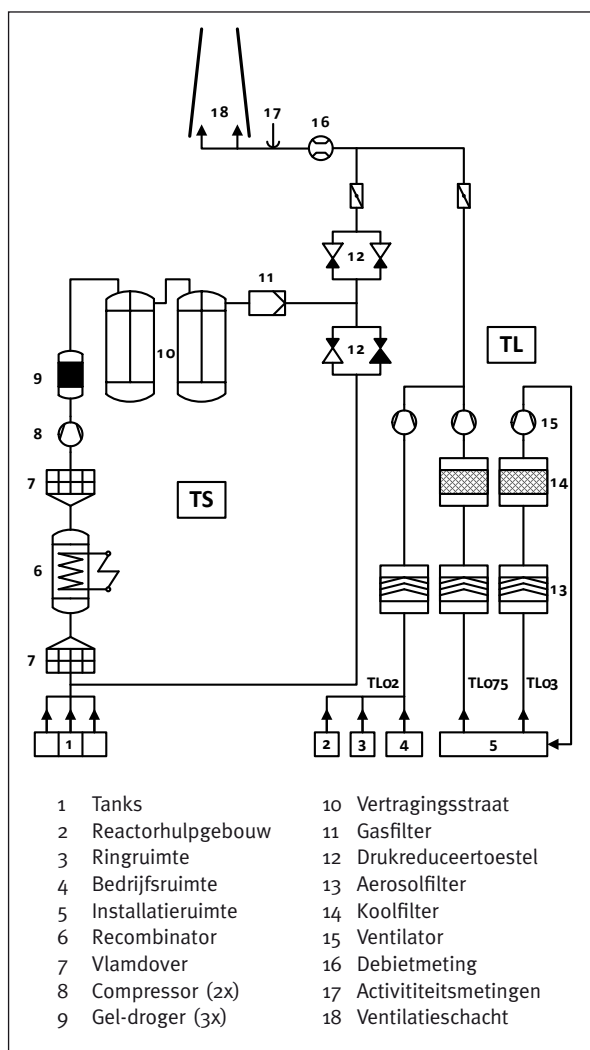 18
17
16
12
11
10
12
TL
9
15
8
7
14
TS
6
13
7
TL02
TL075
TL03
1
2
3
4
5
1 Tanks
2 Reactorhulpgebouw
3 Ringruimte
4 Bedrijfsruimte
5 Installatieruimte
6 Recombinator
7 Vlamdover
8 Compressor (2x)
9 Gel-droger (3x)
10 Vertragingsstraat
11 Gasfilter
12 Drukreduceertoestel
13 Aerosolfilter
14 Koolfilter
15 Ventilator
16 Debietmeting
17 Activititeitsmetingen
18 Ventilatieschacht